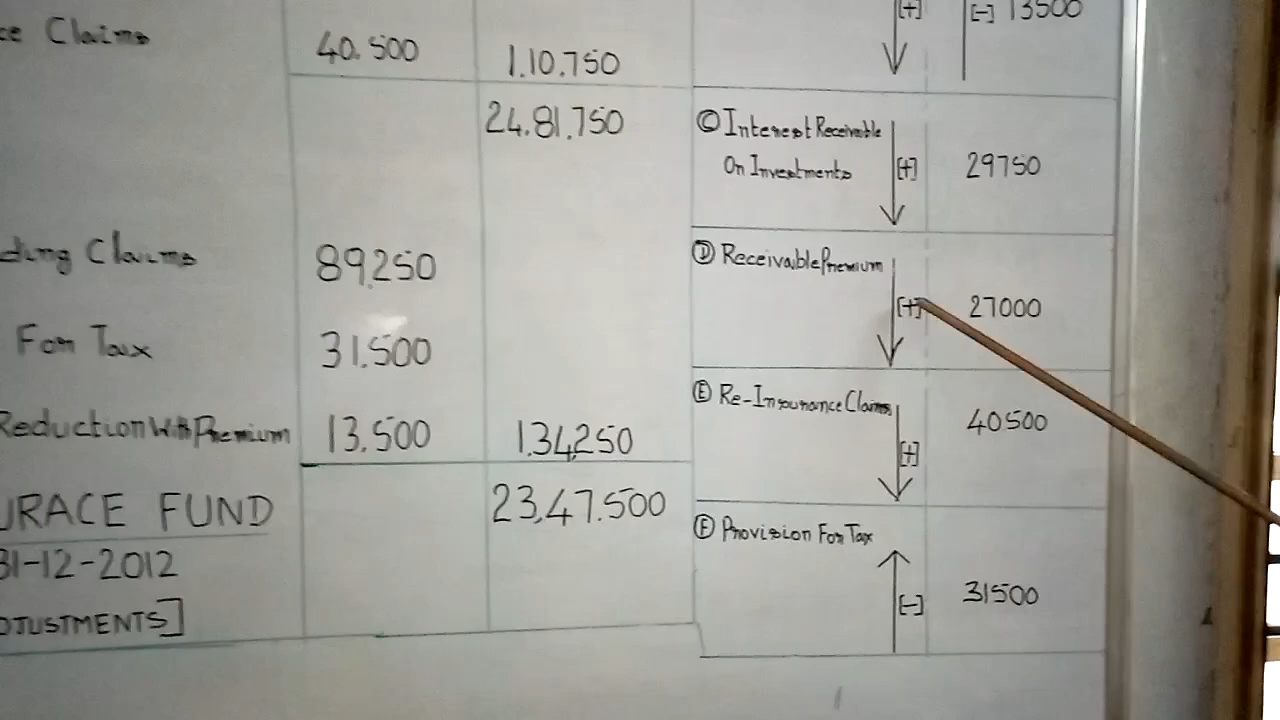 ce Claims 40.500 1.10.750
24.81.750
ding Claims 89.250
For Tax 31.500
Reduction With Premium 13.500 1.34,250
URACE FUND 23,47.500
31-12-2012
DJUSTMENTS]
[+] [-] 13500
Ⓒ Interest Receivable
On Investments [+] 29750
Ⓓ Receivable Premium
[+] 27000
Ⓔ Re-Insurance Claims 40500
[+]
Ⓕ Provision For Tax
[-] 31500